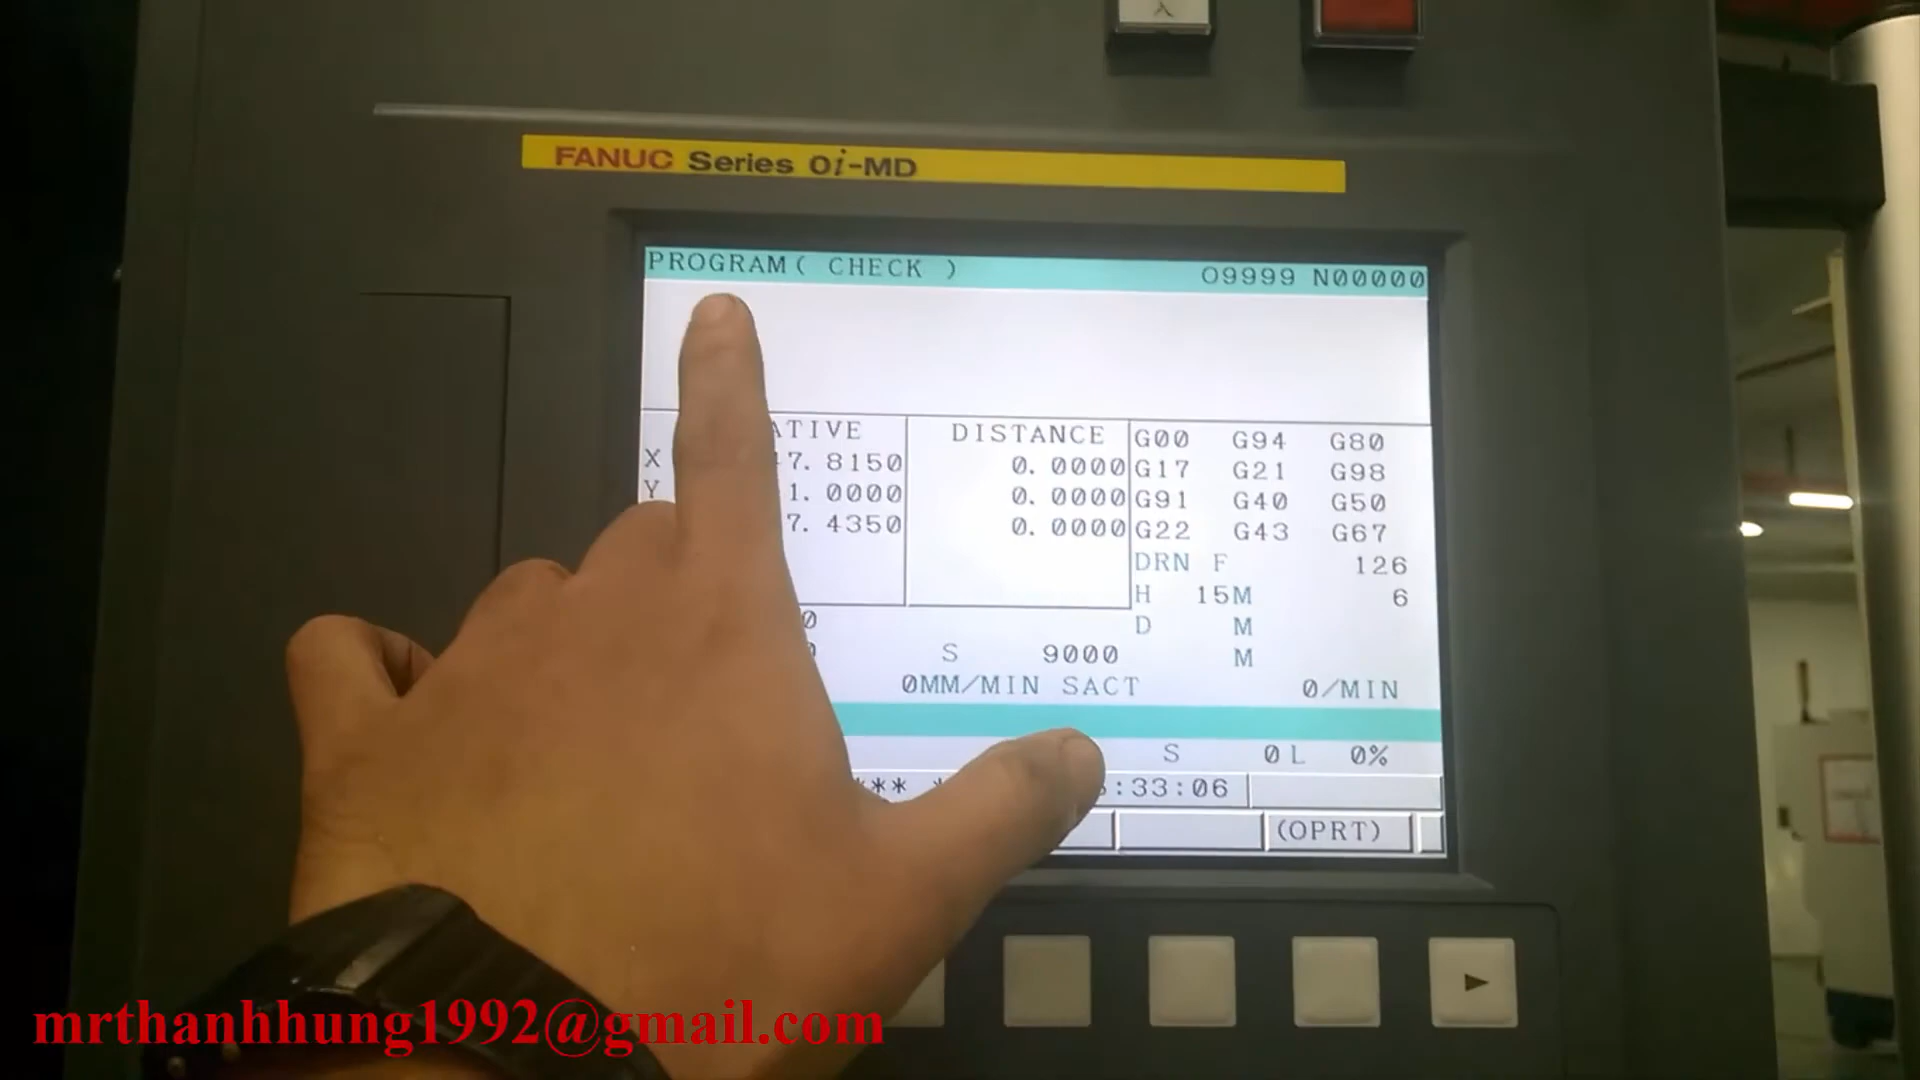 FANUC Series 0i-MD
PROGRAM( CHECK ) O9999 N00000
DISTANCE G00 G94 G80
X 7. 8150 0. 0000 G17 G21 G98
Y 1. 0000 0. 0000 G91 G40 G50
7. 4350 0. 0000 G22 G43 G67
DRN F 126
H 15M 6
D M
S 9000 M
0MM/MIN SACT 0/MIN
S 0 L 0%
:33:06
(OPRT)
mrthanhhung1992@gmail.com